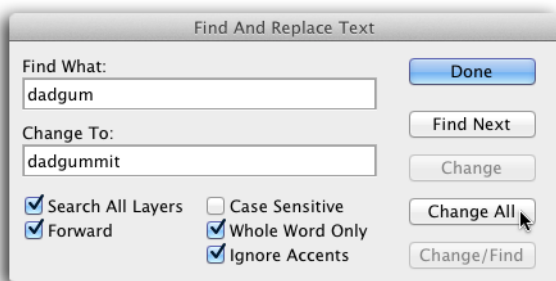 Find And Replace Text
Find What:
dadgum
Change To:
dadgummit
Search All Layers
Forward
Case Sensitive
Whole Word Only
Ignore Accents
Done
Find Next
Change
Change All
Change/Find